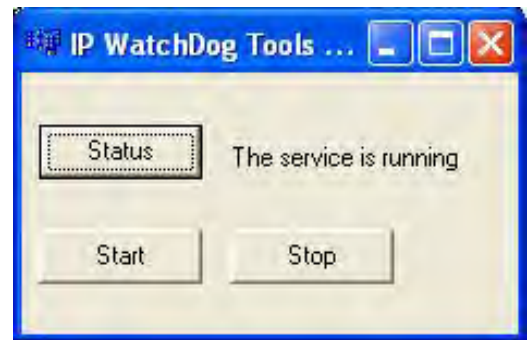 IP WatchDog Tools ...
Status
The service is running
Start
Stop